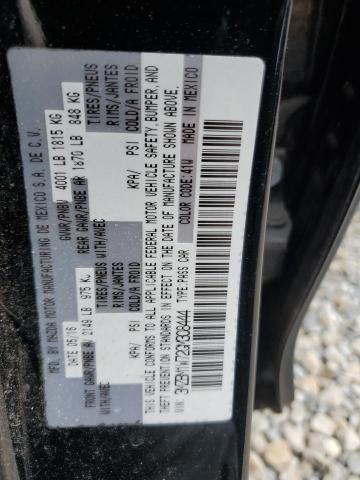 MFG. BY MAZDA MOTOR MANUFACTURING DE MEXICO S.A. DE C.V.
DATE 05/16 GVWR/PNBV 4001 LB 1815 KG
FRONT GAWR/PNBE A 2149 LB 975 KG REAR GAWR/PNBE AR 1870 LB 848 KG
WITH/AVEC TIRES/PNEUS WITH/AVEC TIRES/PNEUS
RIMS/JANTES RIMS/JANTES
KPA/ PSI COLD/A FROID KPA/ PSI COLD/A FROID
THIS VEHICLE CONFORMS TO ALL APPLICABLE FEDERAL MOTOR VEHICLE SAFETY, BUMPER, AND
THEFT PREVENTION STANDARDS IN EFFECT ON THE DATE OF MANUFACTURE SHOWN ABOVE.
TYPE: PASS CAR COLOR CODE: 41W MADE IN MEXICO
VIN: